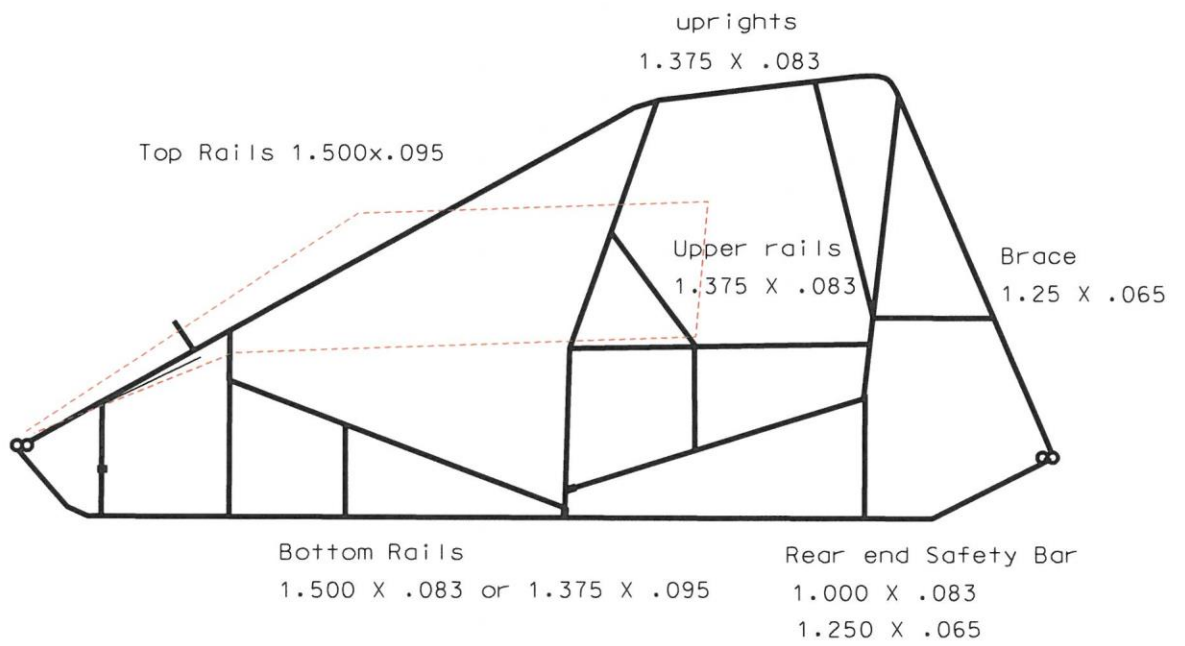 uprights
1.375 X .083
Top Rails 1.500x.095
Upper rails
1.375 X .083
Brace
1.25 X .065
Bottom Rails
1.500 X .083 or 1.375 X .095
Rear end Safety Bar
1.000 X .083
1.250 X .065